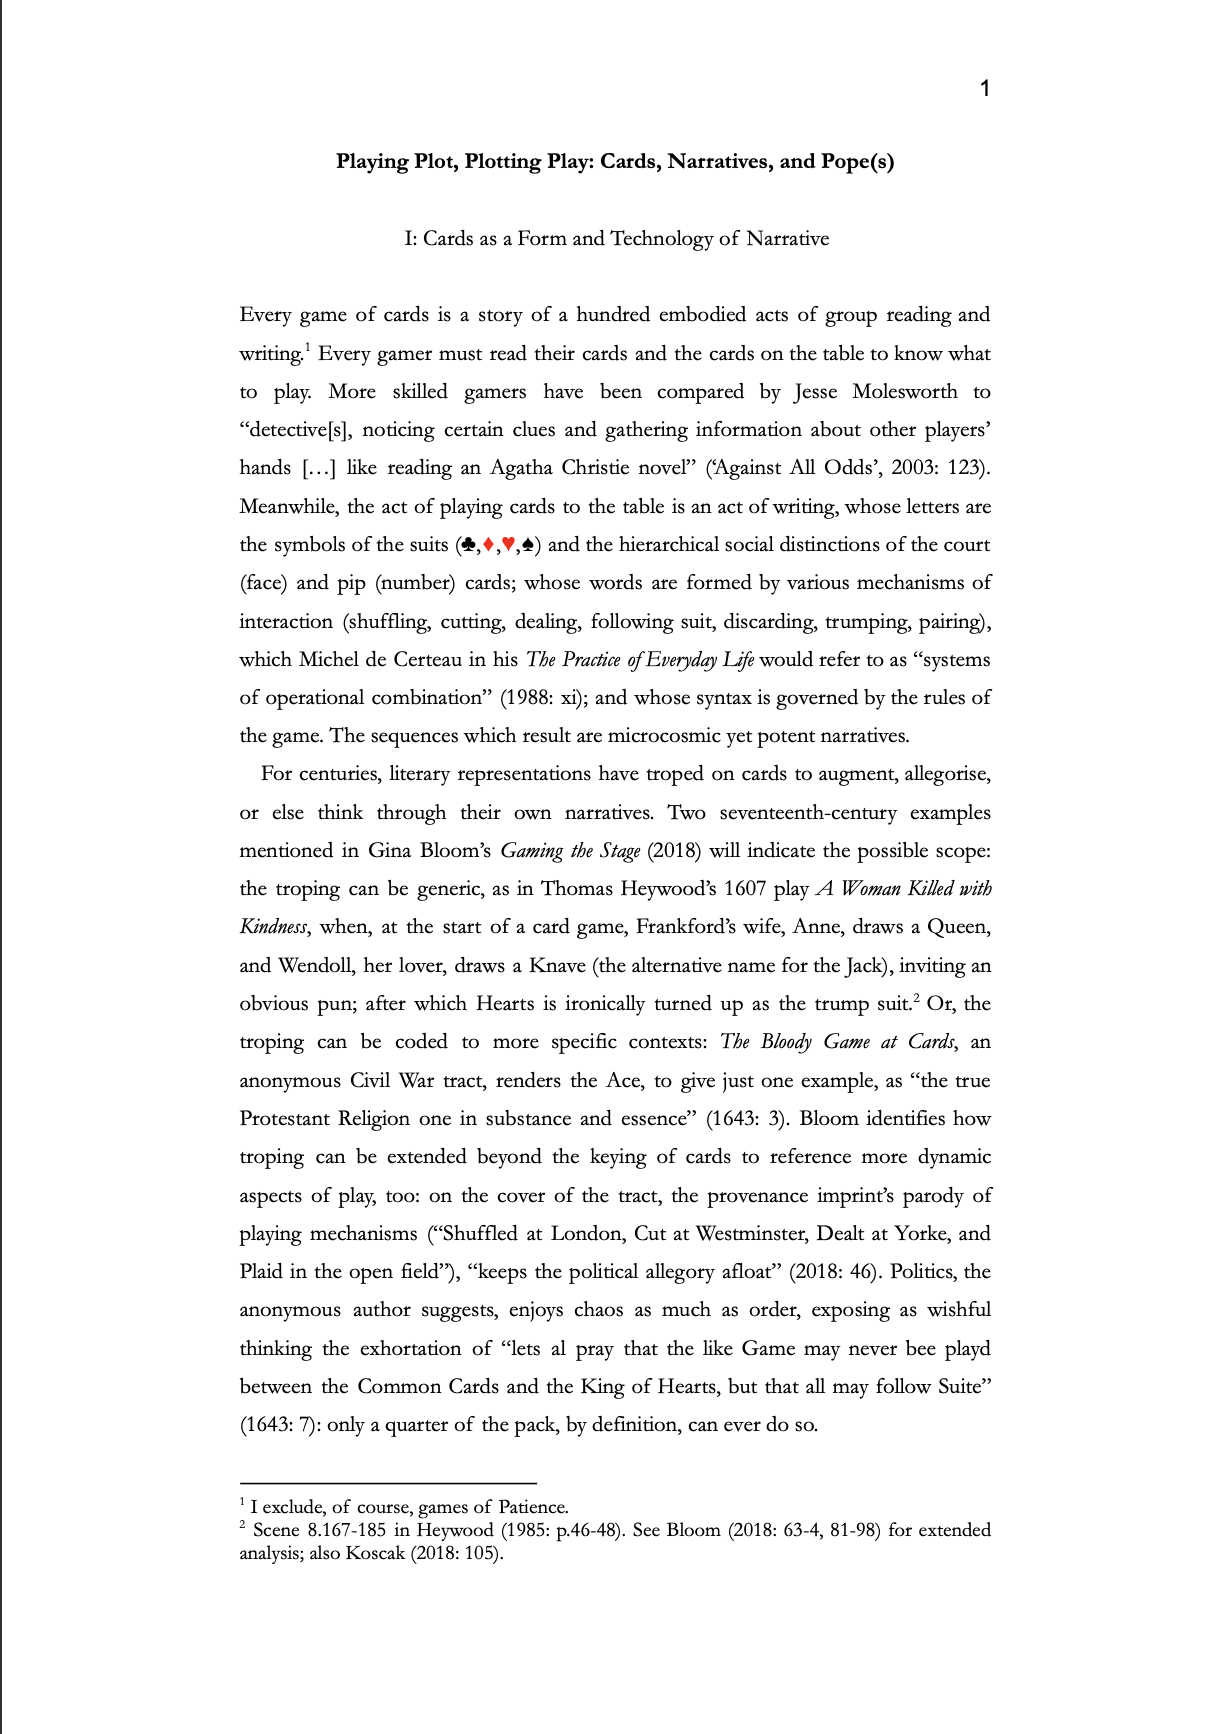 1
Playing Plot, Plotting Play: Cards, Narratives, and Pope(s)
I: Cards as a Form and Technology of Narrative
Every game of cards is a story of a hundred embodied acts of group reading and
writing.¹ Every gamer must read their cards and the cards on the table to know what
to play. More skilled gamers have been compared by Jesse Molesworth to
“detective[s], noticing certain clues and gathering information about other players’
hands […] like reading an Agatha Christie novel” (‘Against All Odds’, 2003: 123).
Meanwhile, the act of playing cards to the table is an act of writing, whose letters are
the symbols of the suits (♣,♦,♥,♠) and the hierarchical social distinctions of the court
(face) and pip (number) cards; whose words are formed by various mechanisms of
interaction (shuffling, cutting, dealing, following suit, discarding, trumping, pairing),
which Michel de Certeau in his The Practice of Everyday Life would refer to as “systems
of operational combination” (1988: xi); and whose syntax is governed by the rules of
the game. The sequences which result are microcosmic yet potent narratives.
For centuries, literary representations have troped on cards to augment, allegorise,
or else think through their own narratives. Two seventeenth-century examples
mentioned in Gina Bloom’s Gaming the Stage (2018) will indicate the possible scope:
the troping can be generic, as in Thomas Heywood’s 1607 play A Woman Killed with
Kindness, when, at the start of a card game, Frankford’s wife, Anne, draws a Queen,
and Wendoll, her lover, draws a Knave (the alternative name for the Jack), inviting an
obvious pun; after which Hearts is ironically turned up as the trump suit.² Or, the
troping can be coded to more specific contexts: The Bloody Game at Cards, an
anonymous Civil War tract, renders the Ace, to give just one example, as “the true
Protestant Religion one in substance and essence” (1643: 3). Bloom identifies how
troping can be extended beyond the keying of cards to reference more dynamic
aspects of play, too: on the cover of the tract, the provenance imprint’s parody of
playing mechanisms (“Shuffled at London, Cut at Westminster, Dealt at Yorke, and
Plaid in the open field”), “keeps the political allegory afloat” (2018: 46). Politics, the
anonymous author suggests, enjoys chaos as much as order, exposing as wishful
thinking the exhortation of “lets al pray that the like Game may never bee playd
between the Common Cards and the King of Hearts, but that all may follow Suite”
(1643: 7): only a quarter of the pack, by definition, can ever do so.
¹ I exclude, of course, games of Patience.
² Scene 8.167-185 in Heywood (1985: p.46-48). See Bloom (2018: 63-4, 81-98) for extended
analysis; also Koscak (2018: 105).